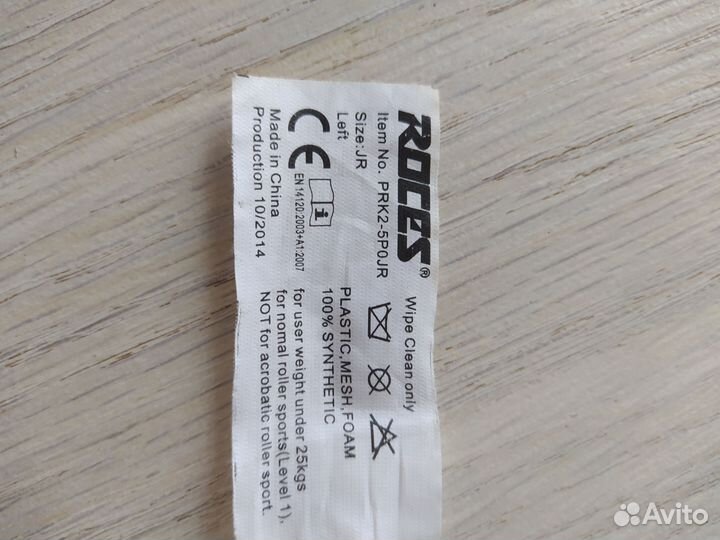 ROCES®
Item No. PRK2-5P0JR
Size:JR
Left
CE
i
EN 14120:2003+A1:2007
Made in China
Production 10/2014
Wipe Clean only
PLASTIC,MESH,FOAM
100% SYNTHETIC
for user weight under 25kgs
for nomal roller sports(Level 1),
NOT for acrobatic roller sport.
Avito